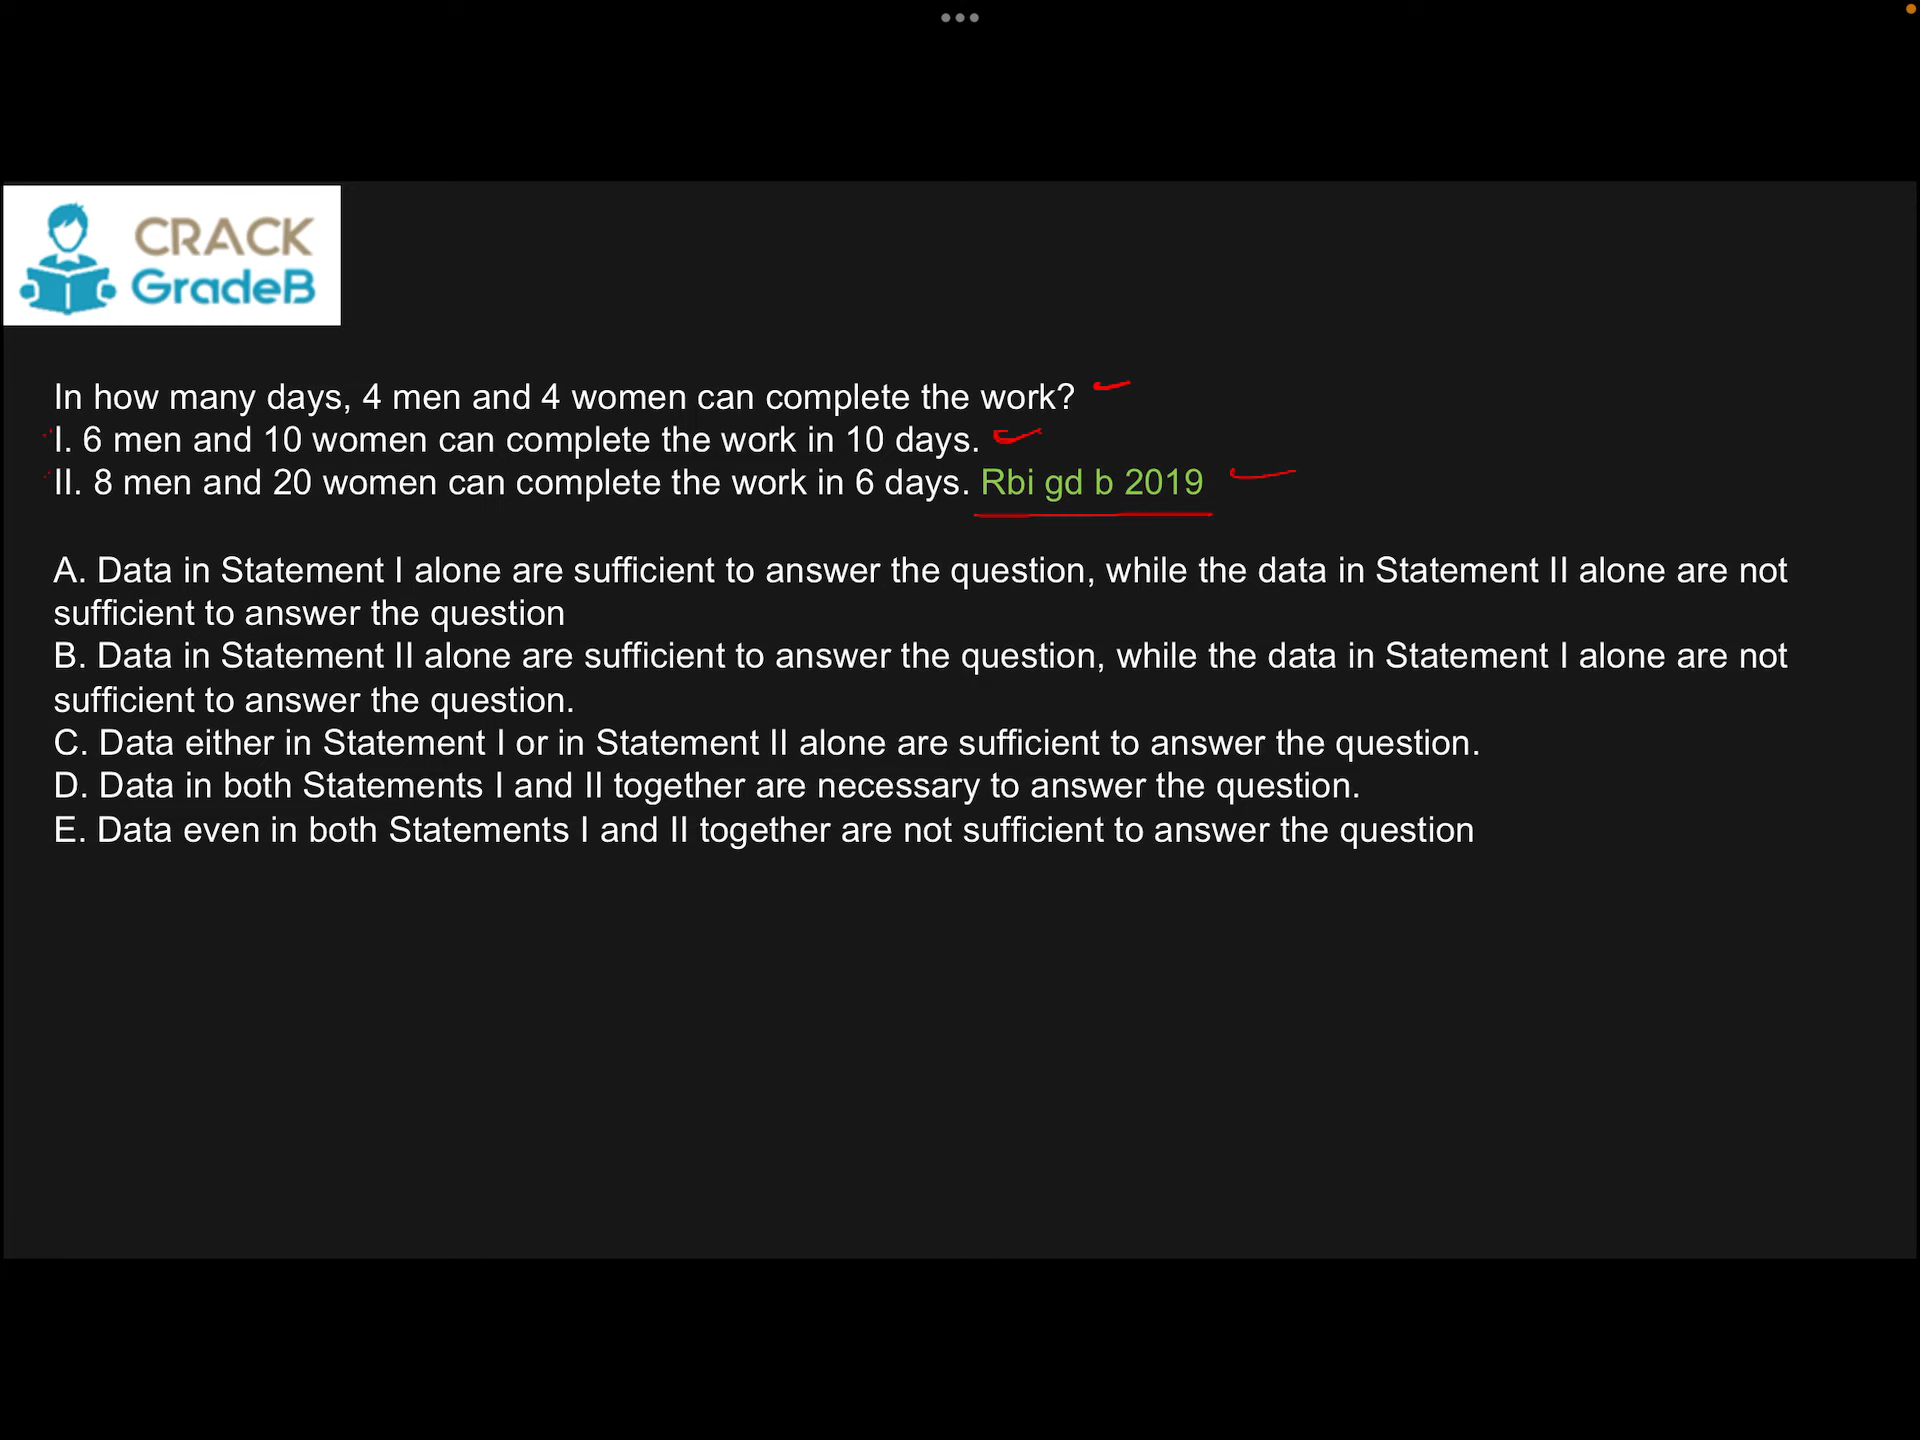 CRACK
GradeB
In how many days, 4 men and 4 women can complete the work?
I. 6 men and 10 women can complete the work in 10 days.
II. 8 men and 20 women can complete the work in 6 days. Rbi gd b 2019
A. Data in Statement I alone are sufficient to answer the question, while the data in Statement II alone are not
sufficient to answer the question
B. Data in Statement II alone are sufficient to answer the question, while the data in Statement I alone are not
sufficient to answer the question.
C. Data either in Statement I or in Statement II alone are sufficient to answer the question.
D. Data in both Statements I and II together are necessary to answer the question.
E. Data even in both Statements I and II together are not sufficient to answer the question